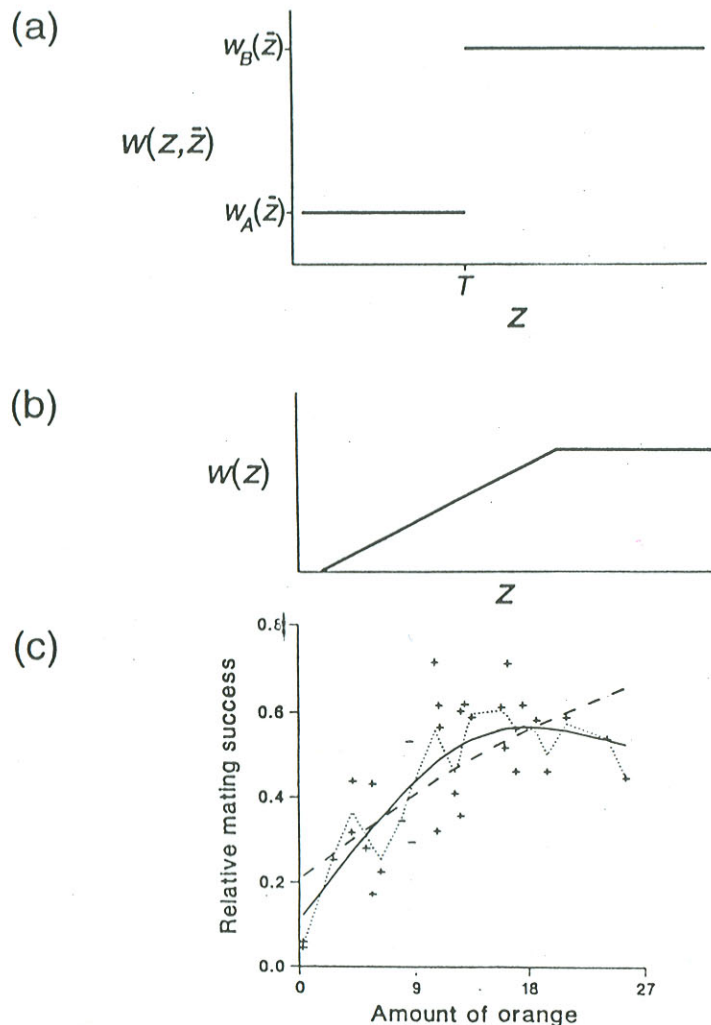 (a)
w_B(z̄)
W(z,z̄)
w_A(z̄)
T
z
(b)
w(z)
z
(c)
0.8
0.6
0.4
0.2
0.0
Relative mating success
0 9 18 27
Amount of orange